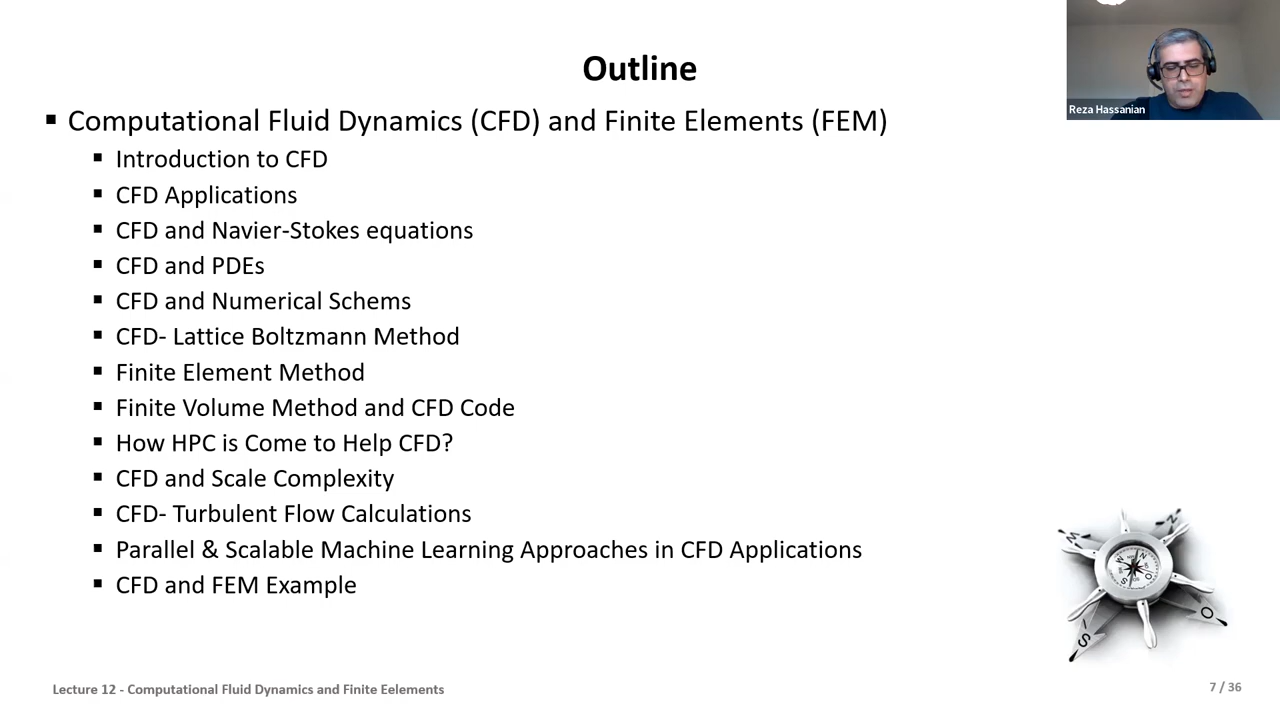 Outline
Reza Hassanian
▪ Computational Fluid Dynamics (CFD) and Finite Elements (FEM)
▪ Introduction to CFD
▪ CFD Applications
▪ CFD and Navier-Stokes equations
▪ CFD and PDEs
▪ CFD and Numerical Schems
▪ CFD- Lattice Boltzmann Method
▪ Finite Element Method
▪ Finite Volume Method and CFD Code
▪ How HPC is Come to Help CFD?
▪ CFD and Scale Complexity
▪ CFD- Turbulent Flow Calculations
▪ Parallel & Scalable Machine Learning Approaches in CFD Applications
▪ CFD and FEM Example
N
O
S
Lecture 12 - Computational Fluid Dynamics and Finite Eelements
7 / 36